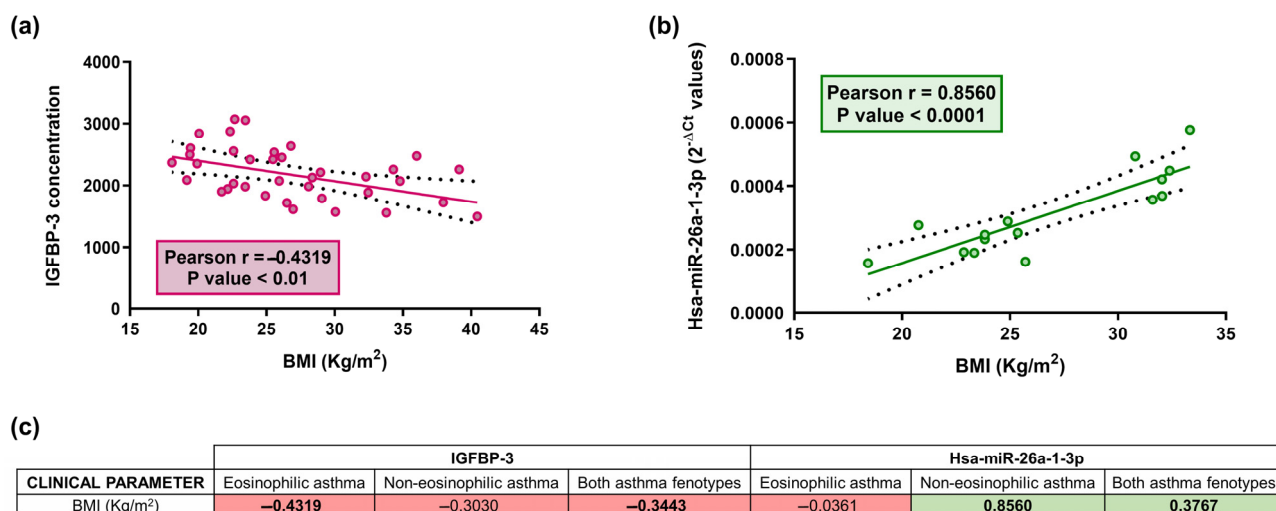 (a)
4000
3000
2000
1000
0
IGFBP-3 concentration
Pearson r = –0.4319
P value < 0.01
15 20 25 30 35 40 45
BMI (Kg/m²)
(b)
0.0008
0.0006
0.0004
0.0002
0.0000
Hsa-miR-26a-1-3p (2^-ΔCt values)
Pearson r = 0.8560
P value < 0.0001
15 20 25 30 35
BMI (Kg/m²)
(c)
IGFBP-3 Hsa-miR-26a-1-3p
CLINICAL PARAMETER Eosinophilic asthma Non-eosinophilic asthma Both asthma fenotypes Eosinophilic asthma Non-eosinophilic asthma Both asthma fenotypes
BMI (Kg/m²) –0.4319 –0.3030 –0.3443 –0.0361 0.8560 0.3767